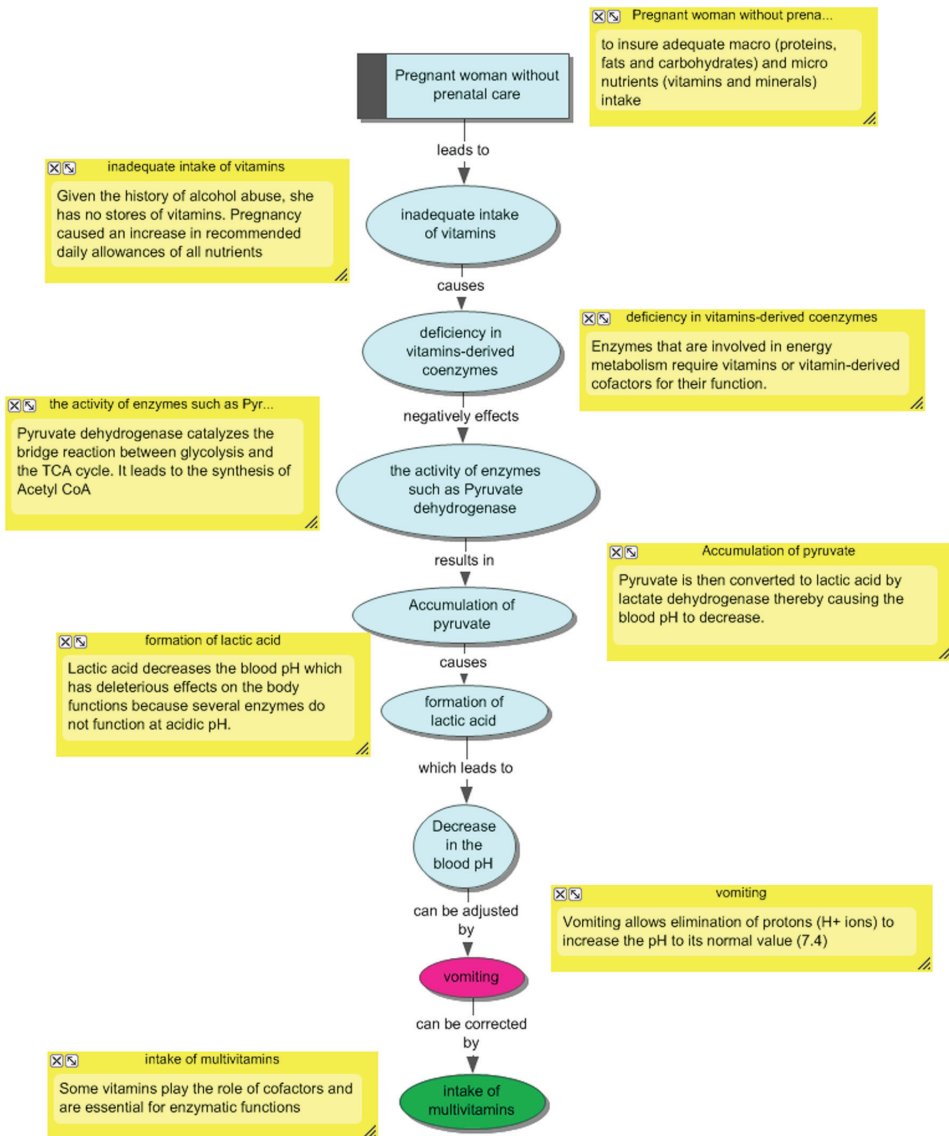 Pregnant woman without prena...
to insure adequate macro (proteins,
fats and carbohydrates) and micro
nutrients (vitamins and minerals)
intake
Pregnant woman without
prenatal care
leads to
inadequate intake of vitamins
Given the history of alcohol abuse, she
has no stores of vitamins. Pregnancy
caused an increase in recommended
daily allowances of all nutrients
inadequate intake
of vitamins
causes
deficiency in
vitamins-derived
coenzymes
deficiency in vitamins-derived coenzymes
Enzymes that are involved in energy
metabolism require vitamins or vitamin-derived
cofactors for their function.
negatively effects
the activity of enzymes such as Pyr...
Pyruvate dehydrogenase catalyzes the
bridge reaction between glycolysis and
the TCA cycle. It leads to the synthesis of
Acetyl CoA
the activity of enzymes
such as Pyruvate
dehydrogenase
results in
Accumulation of pyruvate
Pyruvate is then converted to lactic acid by
lactate dehydrogenase thereby causing the
blood pH to decrease.
Accumulation of
pyruvate
causes
formation of lactic acid
Lactic acid decreases the blood pH which
has deleterious effects on the body
functions because several enzymes do
not function at acidic pH.
formation of
lactic acid
which leads to
Decrease
in the
blood pH
can be adjusted
by
vomiting
Vomiting allows elimination of protons (H+ ions) to
increase the pH to its normal value (7.4)
vomiting
can be corrected
by
intake of multivitamins
Some vitamins play the role of cofactors and
are essential for enzymatic functions
intake of
multivitamins